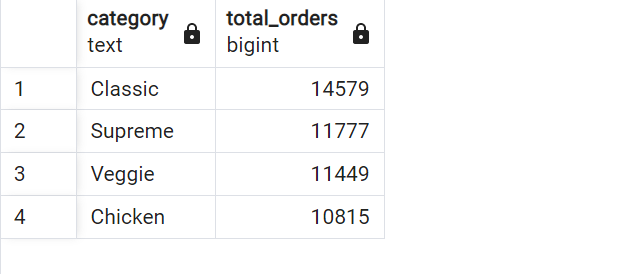 category total_orders
text bigint
1 Classic 14579
2 Supreme 11777
3 Veggie 11449
4 Chicken 10815